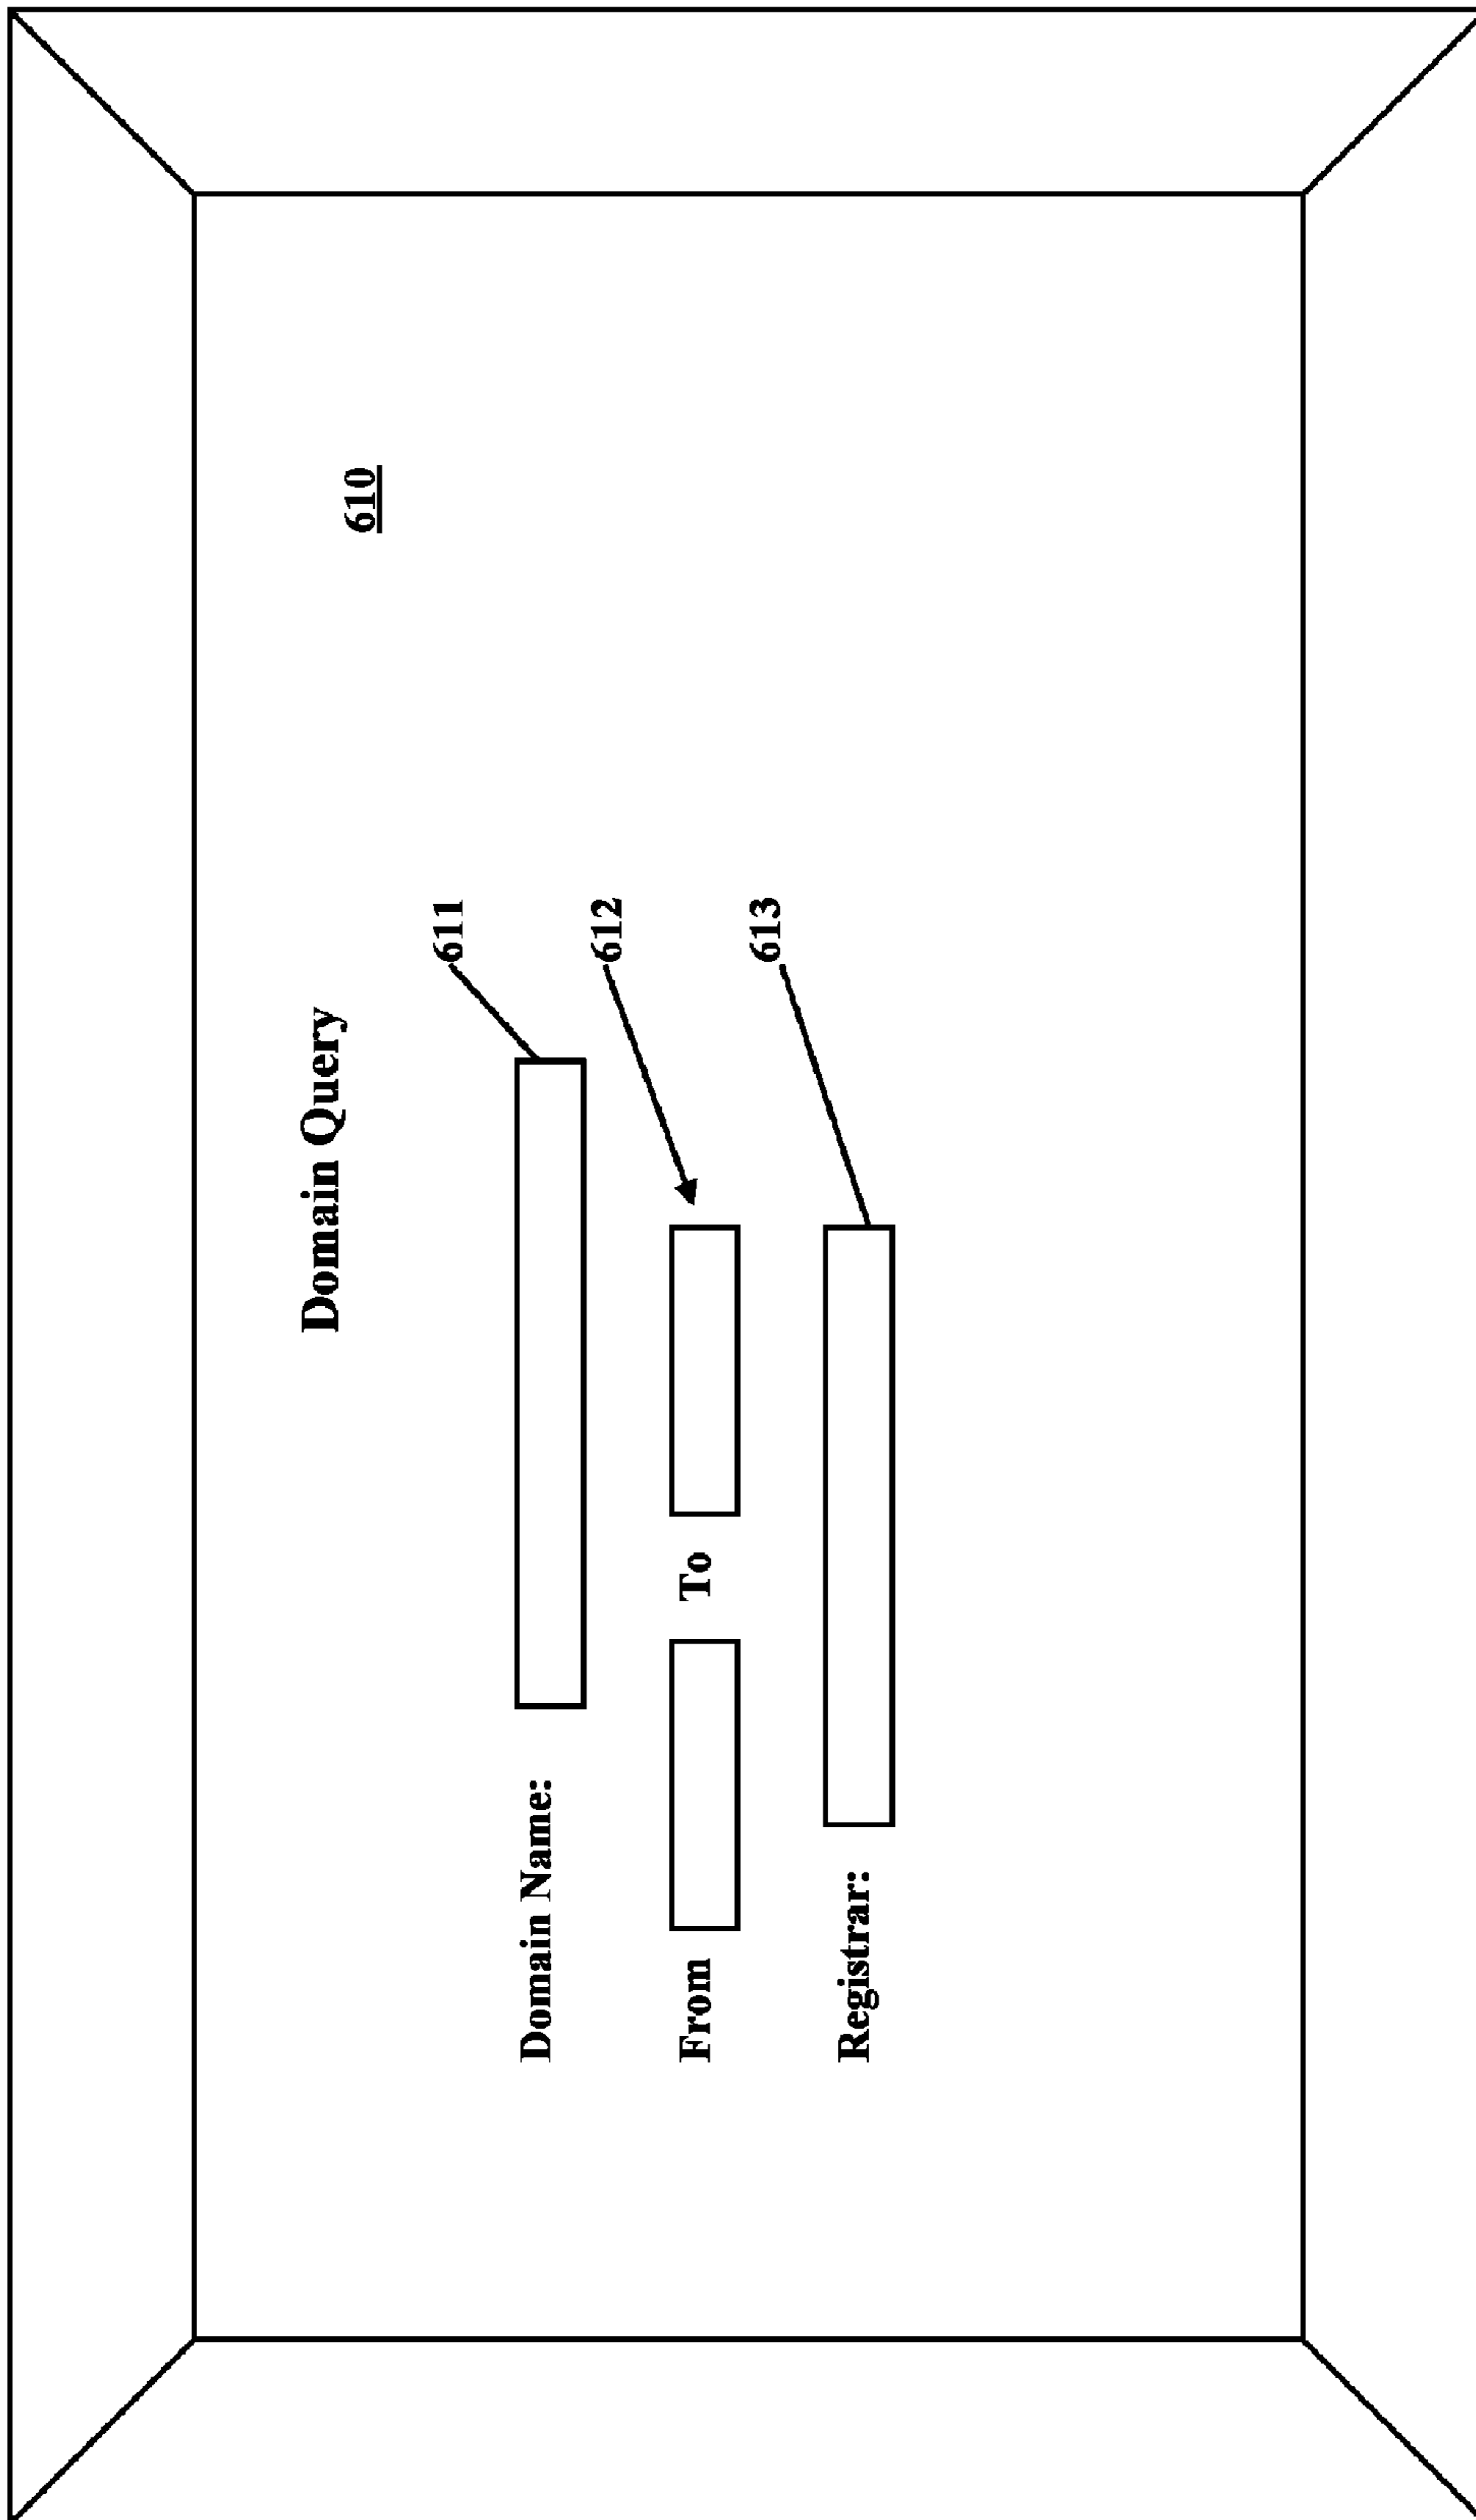 Domain Query
610
611
Domain Name:
612
From To
613
Registrar: